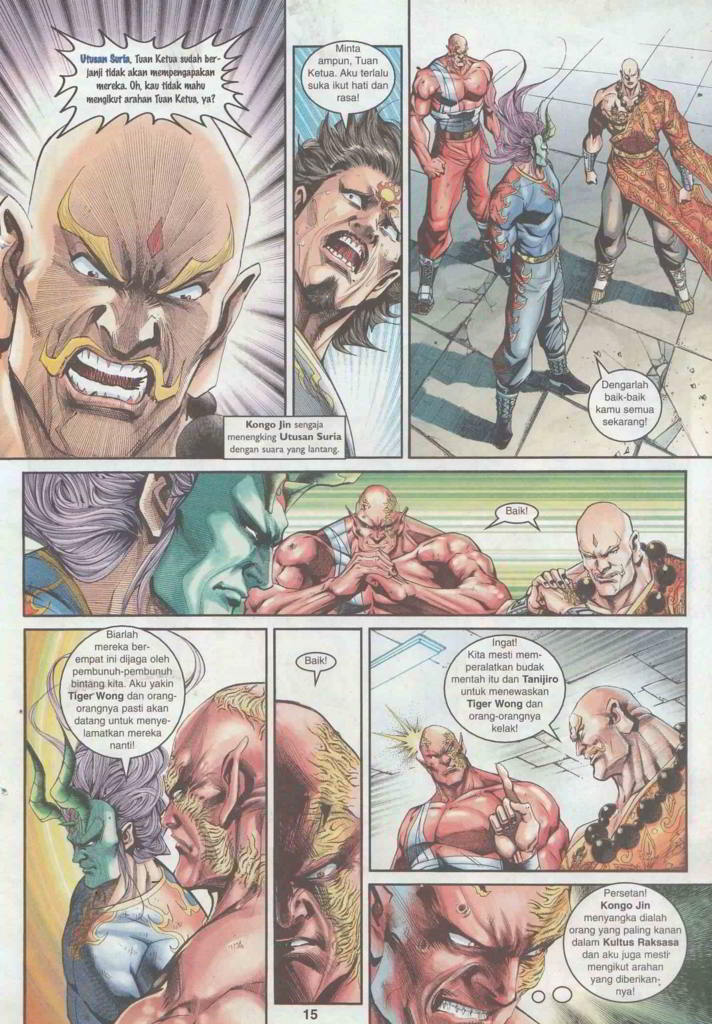 Utusan Suria, Tuan Ketua sudah ber-
janji tidak akan mempengapakan
mereka. Oh, kau tidak mahu
mengikut arahan Tuan Ketua, ya?
Minta
ampun, Tuan
Ketua. Aku terlalu
suka ikut hati dan
rasa!
Kongo Jin sengaja
menengking Utusan Suria
dengan suara yang lantang.
Dengarlah
baik-baik
kamu semua
sekarang!
Baik!
Biarlah
mereka ber-
empat ini dijaga oleh
pembunuh-pembunuh
bintang kita. Aku yakin
Tiger Wong dan orang-
orangnya pasti akan
datang untuk menye-
lamatkan mereka
nanti!
Baik!
Ingat!
Kita mesti mem-
peralatkan budak
mentah itu dan Tanijiro
untuk menewaskan
Tiger Wong dan
orang-orangnya
kelak!
Persetan!
Kongo Jin
menyangka dialah
orang yang paling kanan
dalam Kultus Raksasa
dan aku juga mesti
mengikut arahan
yang diberikan-
nya!
15